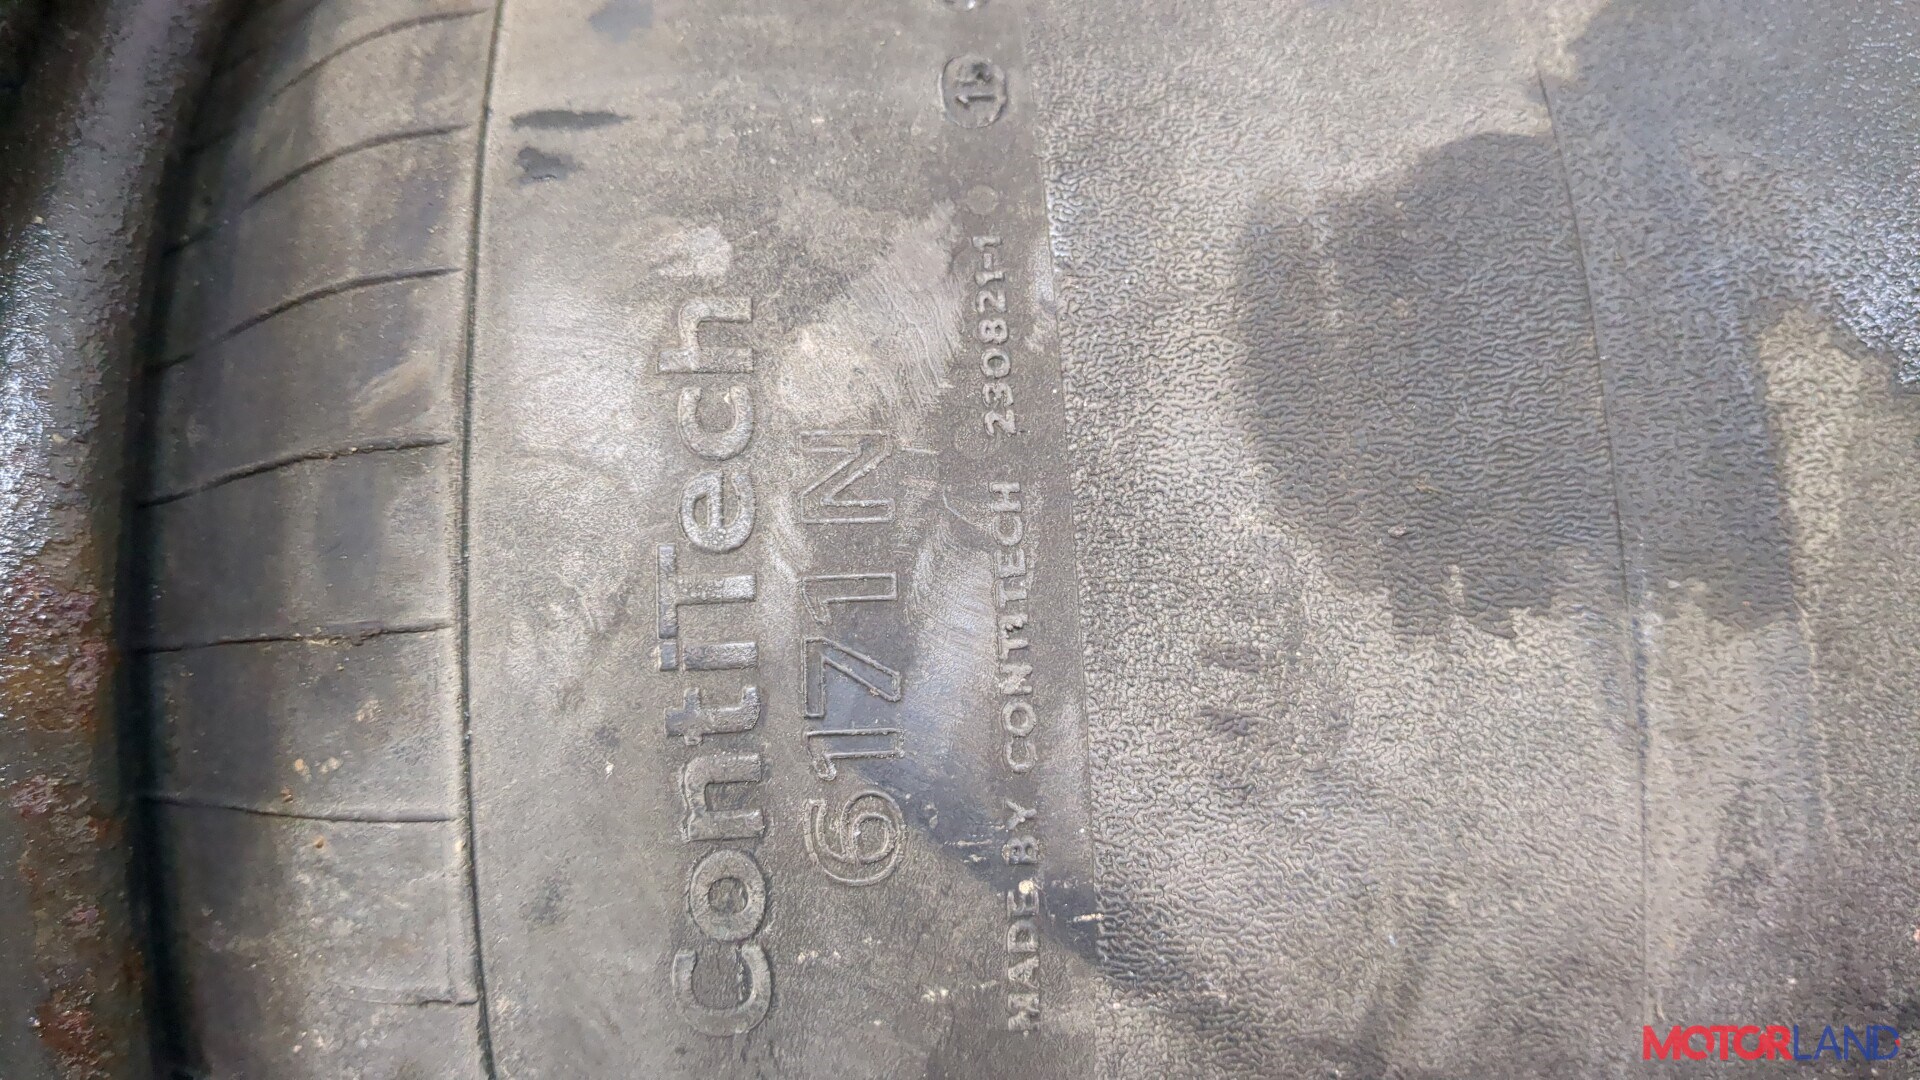 ContiTech
6171N
MADE BY CONTITECH 230821-1
MOTORLAND